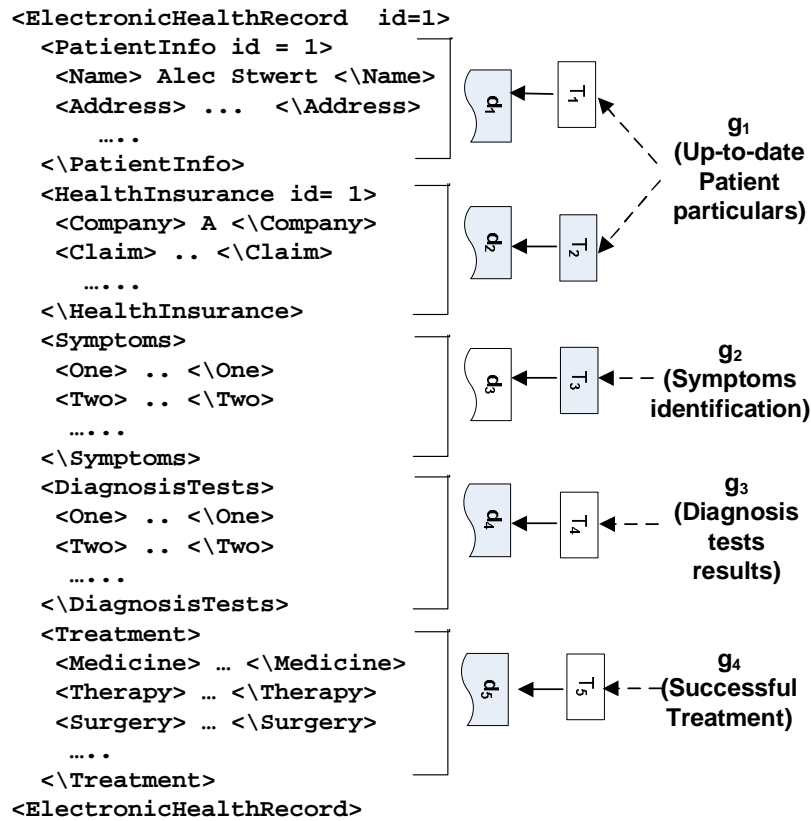 <ElectronicHealthRecord  id=1>
<PatientInfo id = 1>
<Name> Alec Stwert <\Name>
<Address> ...  <\Address>
…..
<\PatientInfo>
<HealthInsurance id= 1>
<Company> A <\Company>
<Claim> .. <\Claim>
…...
<\HealthInsurance>
<Symptoms>
<One> .. <\One>
<Two> .. <\Two>
…...
<\Symptoms>
<DiagnosisTests>
<One> .. <\One>
<Two> .. <\Two>
…...
<\DiagnosisTests>
<Treatment>
<Medicine> … <\Medicine>
<Therapy> … <\Therapy>
<Surgery> … <\Surgery>
…..
<\Treatment>
<ElectronicHealthRecord>
d1
T1
g1
(Up-to-date
Patient
particulars)
d2
T2
d3
T3
g2
(Symptoms
identification)
d4
T4
g3
(Diagnosis
tests
results)
d5
T5
g4
(Successful
Treatment)